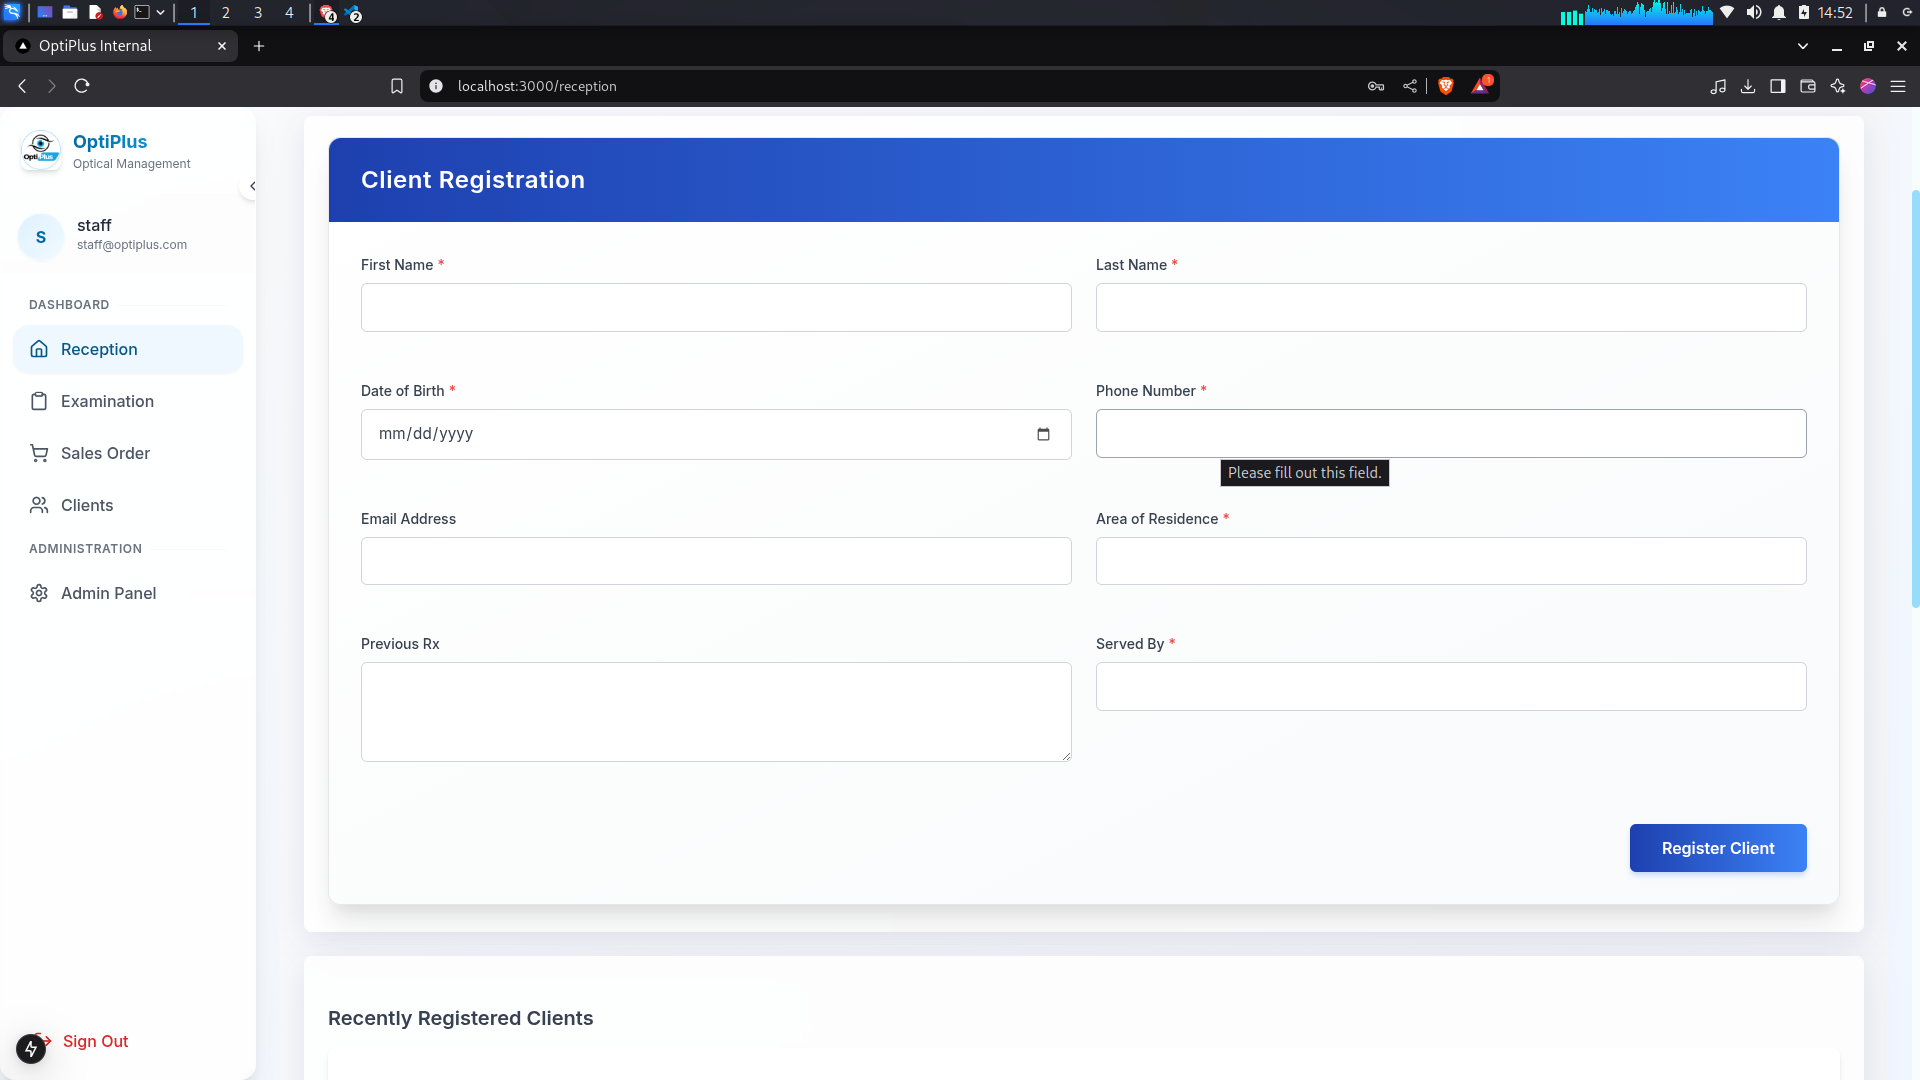 1 2 3 4 4 2 14:52
OptiPlus Internal
localhost:3000/reception 1
OptiPlus
OptiPlus
Optical Management
S
staff
staff@optiplus.com
DASHBOARD
Reception
Examination
Sales Order
Clients
ADMINISTRATION
Admin Panel
Sign Out
Client Registration
First Name *
Last Name *
Date of Birth *
mm/dd/yyyy
Phone Number *
Please fill out this field.
Email Address
Area of Residence *
Previous Rx
Served By *
Register Client
Recently Registered Clients